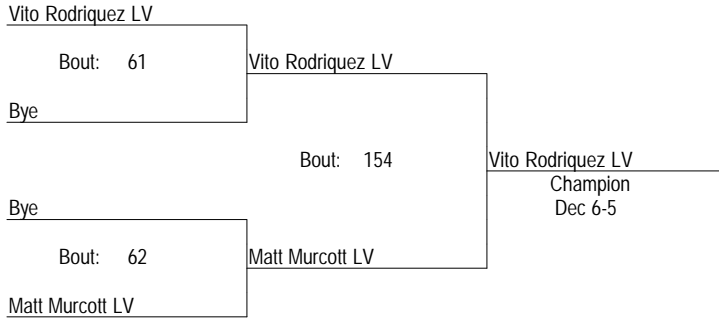 Vito Rodriquez LV
Bout: 61
Vito Rodriquez LV
Bye
Bout: 154
Vito Rodriquez LV
Champion
Dec 6-5
Bye
Bout: 62
Matt Murcott LV
Matt Murcott LV